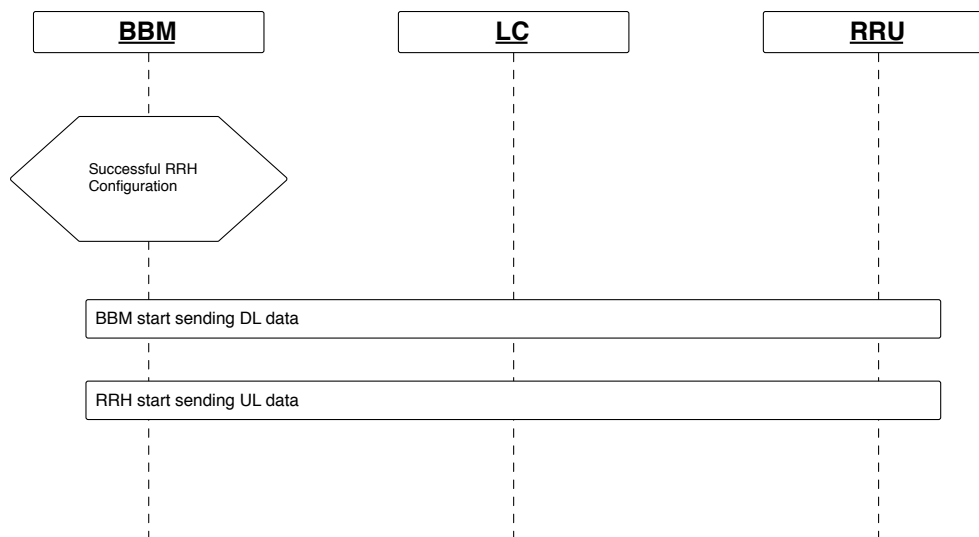 BBM
LC
RRU
Successful RRH
Configuration
BBM start sending DL data
RRH start sending UL data